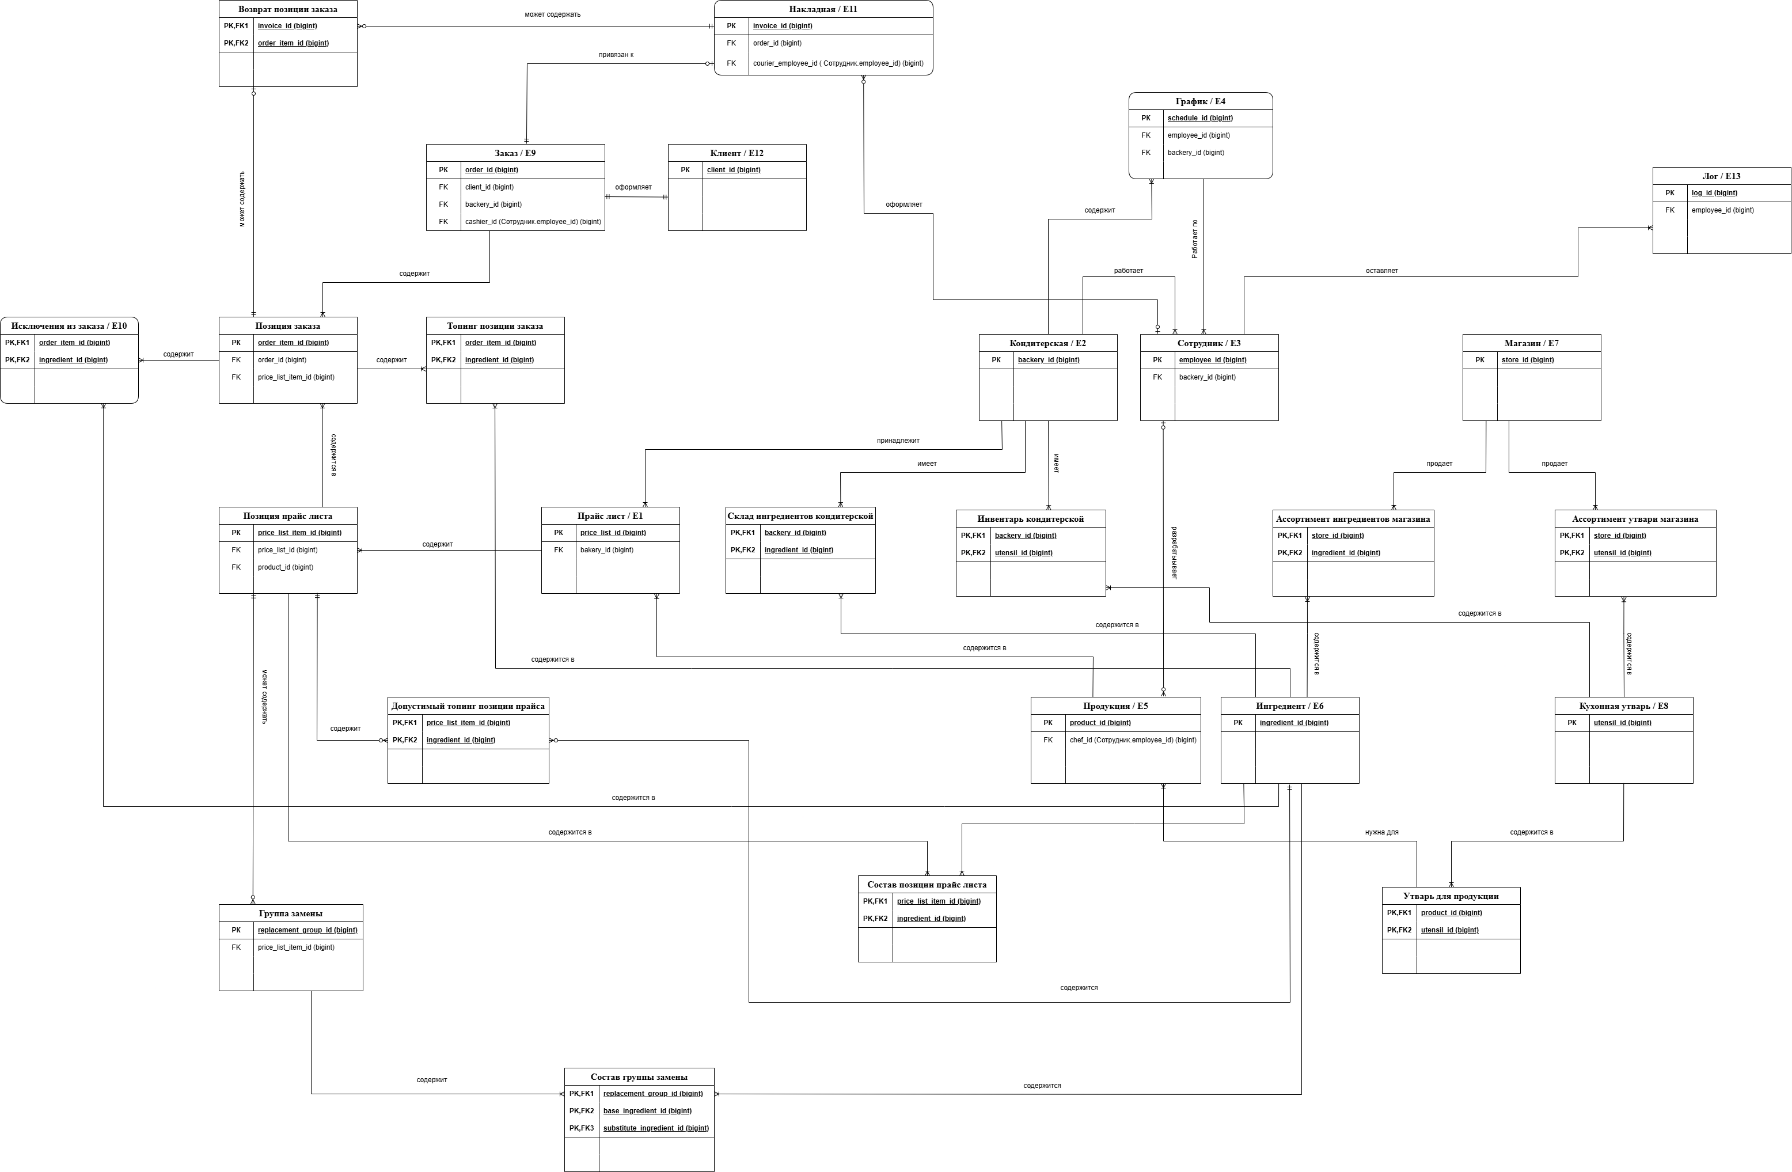 Возврат позиции заказа
PK,FK1 invoice_id (bigint)
PK,FK2 order_item_id (bigint)
может содержать
Накладная / E11
PK invoice_id (bigint)
FK order_id (bigint)
FK courier_employee_id ( Сотрудник.employee_id) (bigint)
привязан к
График / E4
PK schedule_id (bigint)
FK employee_id (bigint)
FK backery_id (bigint)
Заказ / E9
PK order_id (bigint)
FK client_id (bigint)
FK backery_id (bigint)
FK cashier_id (Сотрудник.employee_id) (bigint)
оформляет
Клиент / E12
PK client_id (bigint)
Лог / E13
PK log_id (bigint)
FK employee_id (bigint)
может содержать
оформляет
содержит
Работает по
содержит
работает
оставляет
Исключения из заказа / E10
PK,FK1 order_item_id (bigint)
PK,FK2 ingredient_id (bigint)
содержит
Позиция заказа
PK order_item_id (bigint)
FK order_id (bigint)
FK price_list_item_id (bigint)
содержит
Топинг позиции заказа
PK,FK1 order_item_id (bigint)
PK,FK2 ingredient_id (bigint)
Кондитерская / E2
PK backery_id (bigint)
Сотрудник / E3
PK employee_id (bigint)
FK backery_id (bigint)
Магазин / E7
PK store_id (bigint)
содержится в
принадлежит
имеет
имеет
продает
продает
Позиция прайс листа
PK price_list_item_id (bigint)
FK price_list_id (bigint)
FK product_id (bigint)
содержит
Прайс лист / E1
PK price_list_id (bigint)
FK bakery_id (bigint)
Склад ингредиентов кондитерской
PK,FK1 backery_id (bigint)
PK,FK2 ingredient_id (bigint)
Инвентарь кондитерской
PK,FK1 backery_id (bigint)
PK,FK2 utensil_id (bigint)
разрабатывает
Ассортимент ингредиентов магазина
PK,FK1 store_id (bigint)
PK,FK2 ingredient_id (bigint)
Ассортимент утвари магазина
PK,FK1 store_id (bigint)
PK,FK2 utensil_id (bigint)
содержится в
содержится в
содержится в
содержится в
содержится в
содержится в
может содержать
содержит
Допустимый топинг позиции прайса
PK,FK1 price_list_item_id (bigint)
PK,FK2 ingredient_id (bigint)
Продукция / E5
PK product_id (bigint)
FK chef_id (Сотрудник.employee_id) (bigint)
Ингредиент / E6
PK ingredient_id (bigint)
Кухонная утварь / E8
PK utensil_id (bigint)
содержится в
содержится в
нужна для
содержится в
Состав позиции прайс листа
PK,FK1 price_list_item_id (bigint)
PK,FK2 ingredient_id (bigint)
Утварь для продукции
PK,FK1 product_id (bigint)
PK,FK2 utensil_id (bigint)
Группа замены
PK replacement_group_id (bigint)
FK price_list_item_id (bigint)
содержится
содержит
Состав группы замены
PK,FK1 replacement_group_id (bigint)
PK,FK2 base_ingredient_id (bigint)
PK,FK3 substitute_ingredient_id (bigint)
содержится